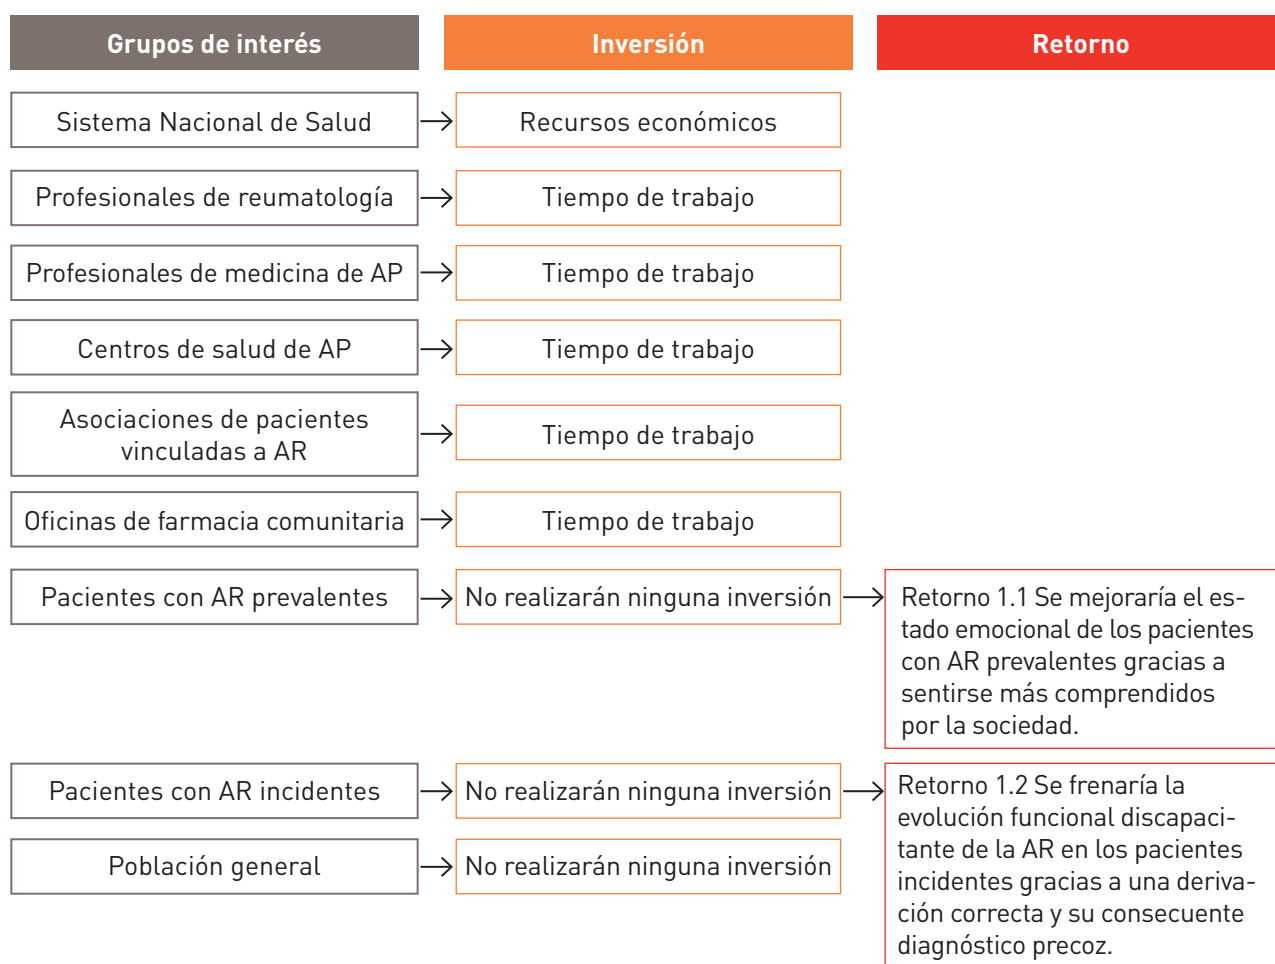 Grupos de interés
Inversión
Retorno
Sistema Nacional de Salud
Recursos económicos
Profesionales de reumatología
Tiempo de trabajo
Profesionales de medicina de AP
Tiempo de trabajo
Centros de salud de AP
Tiempo de trabajo
Asociaciones de pacientes
vinculadas a AR
Tiempo de trabajo
Oficinas de farmacia comunitaria
Tiempo de trabajo
Pacientes con AR prevalentes
No realizarán ninguna inversión
Retorno 1.1 Se mejoraría el es-
tado emocional de los pacientes
con AR prevalentes gracias a
sentirse más comprendidos
por la sociedad.
Pacientes con AR incidentes
No realizarán ninguna inversión
Retorno 1.2 Se frenaría la
evolución funcional discapaci-
tante de la AR en los pacientes
incidentes gracias a una deriva-
ción correcta y su consecuente
diagnóstico precoz.
Población general
No realizarán ninguna inversión